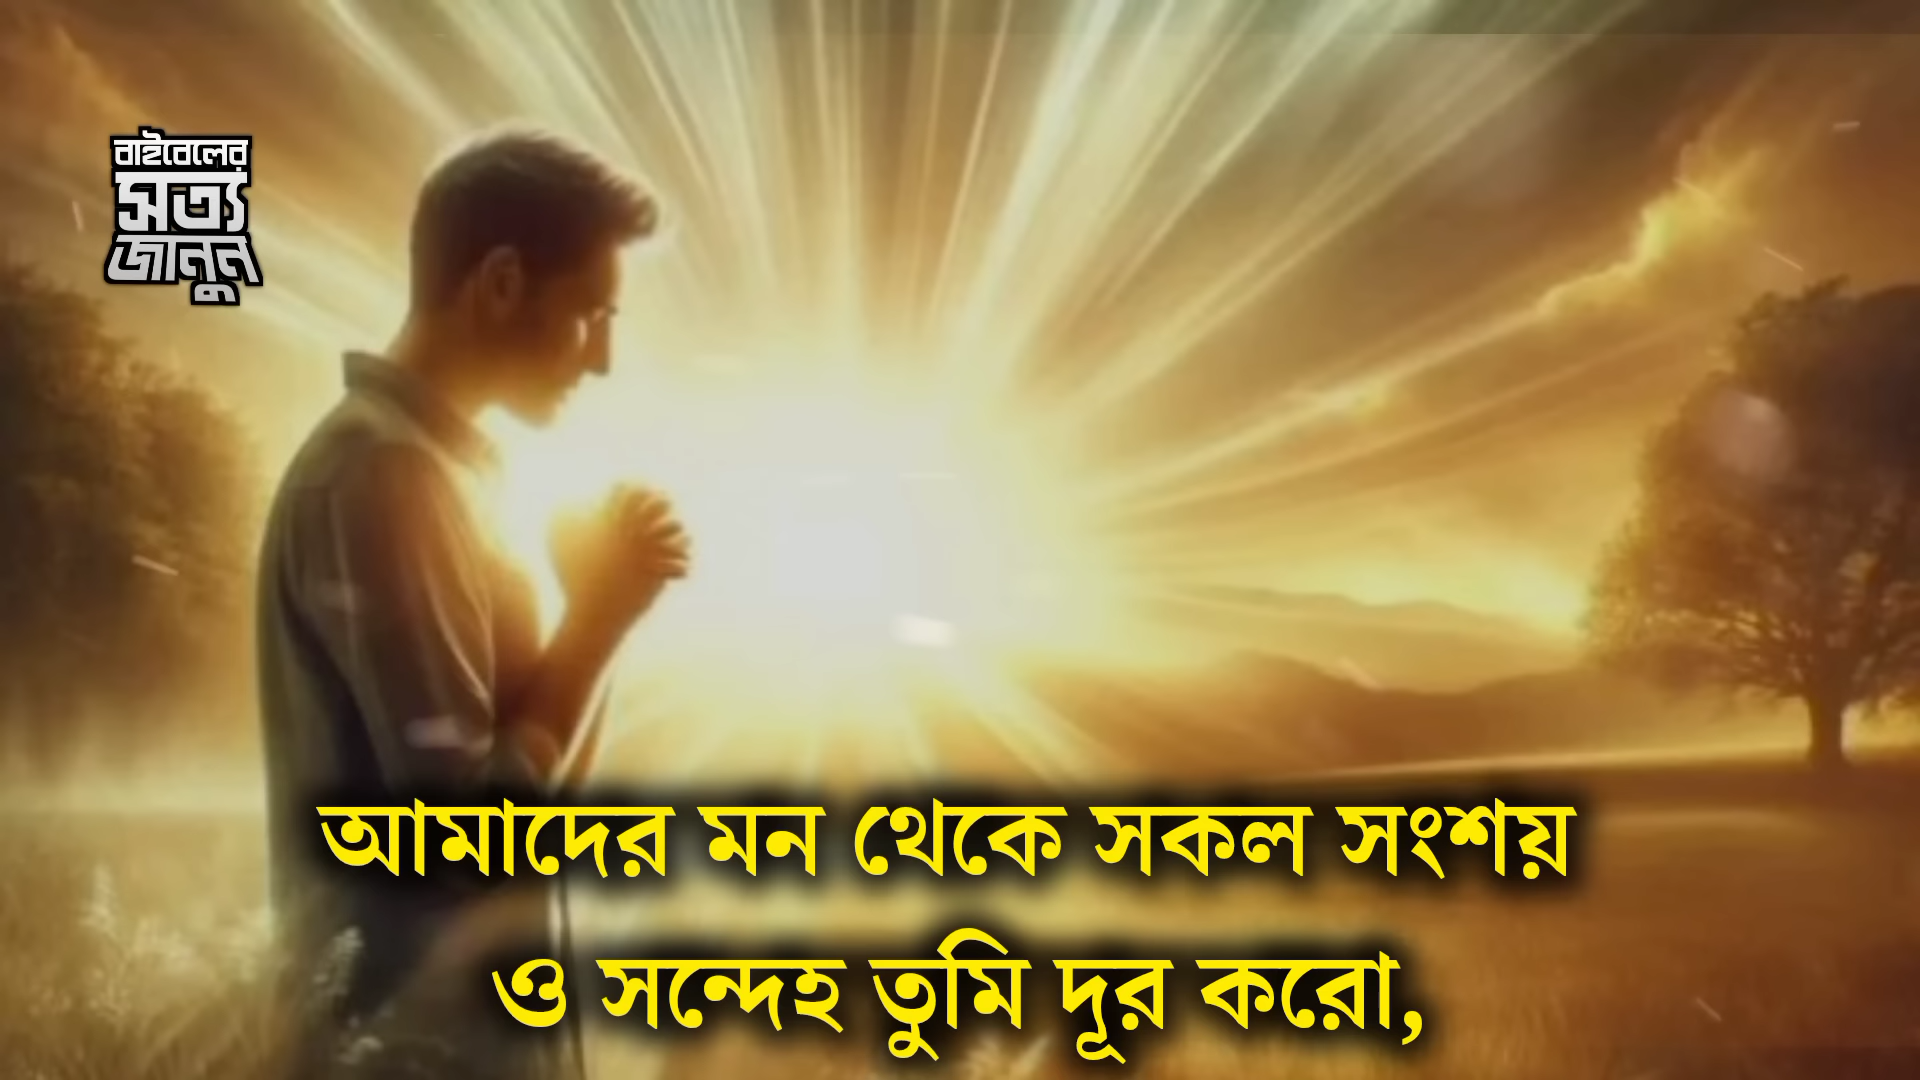 বাইবেলের
সত্য
জানুন
আমাদের মন থেকে সকল সংশয়
ও সন্দেহ তুমি দূর করো,